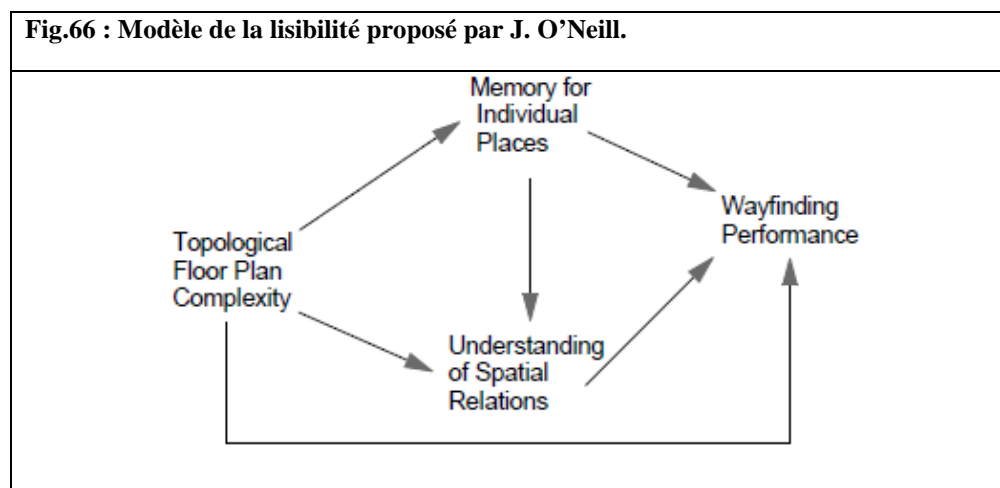 Fig.66 : Modèle de la lisibilité proposé par J. O’Neill.
Memory for
Individual
Places
Wayfinding
Performance
Topological
Floor Plan
Complexity
Understanding
of Spatial
Relations